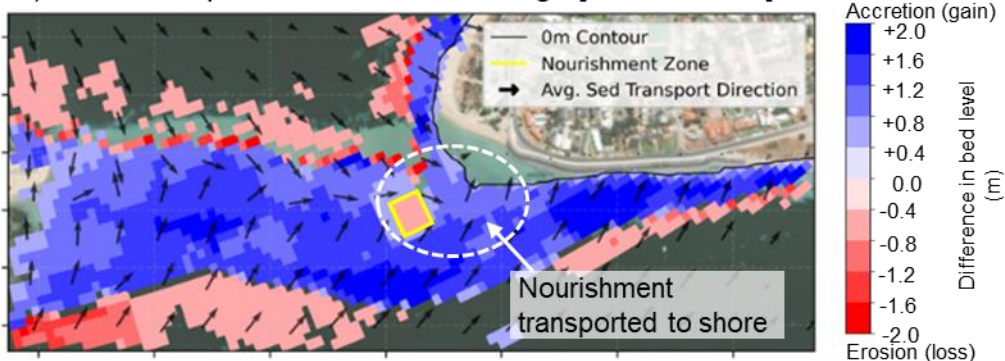 0m Contour
Nourishment Zone
Avg. Sed Transport Direction
Nourishment
transported to shore
Accretion (gain)
+2.0
+1.6
+1.2
+0.8
+0.4
0.0
-0.4
-0.8
-1.2
-1.6
-2.0
Erosion (loss)
Difference in bed level
(m)